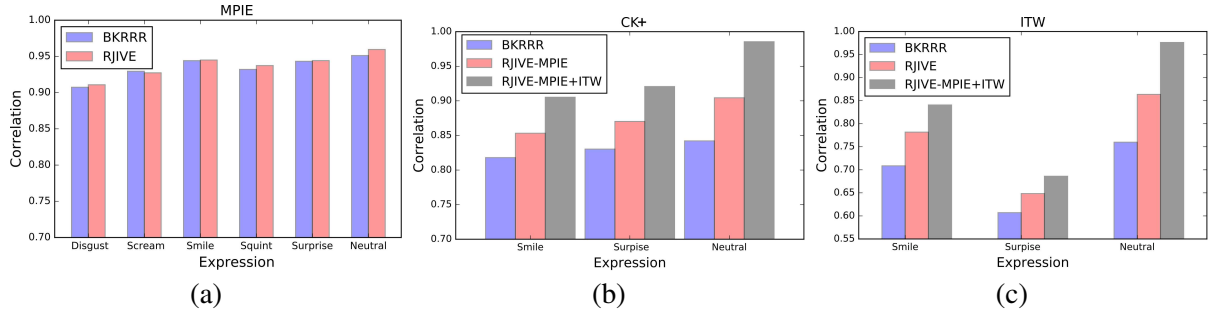 MPIE
1.00
0.95
0.90
0.85
0.80
0.75
0.70
Correlation
BKRRR
RJIVE
Disgust Scream Smile Squint Surprise Neutral
Expression
(a)
CK+
1.00
0.95
0.90
0.85
0.80
0.75
0.70
Correlation
BKRRR
RJIVE-MPIE
RJIVE-MPIE+ITW
Smile Surpise Neutral
Expression
(b)
ITW
1.00
0.95
0.90
0.85
0.80
0.75
0.70
0.65
0.60
0.55
Correlation
BKRRR
RJIVE
RJIVE-MPIE+ITW
Smile Surpise Neutral
Expression
(c)